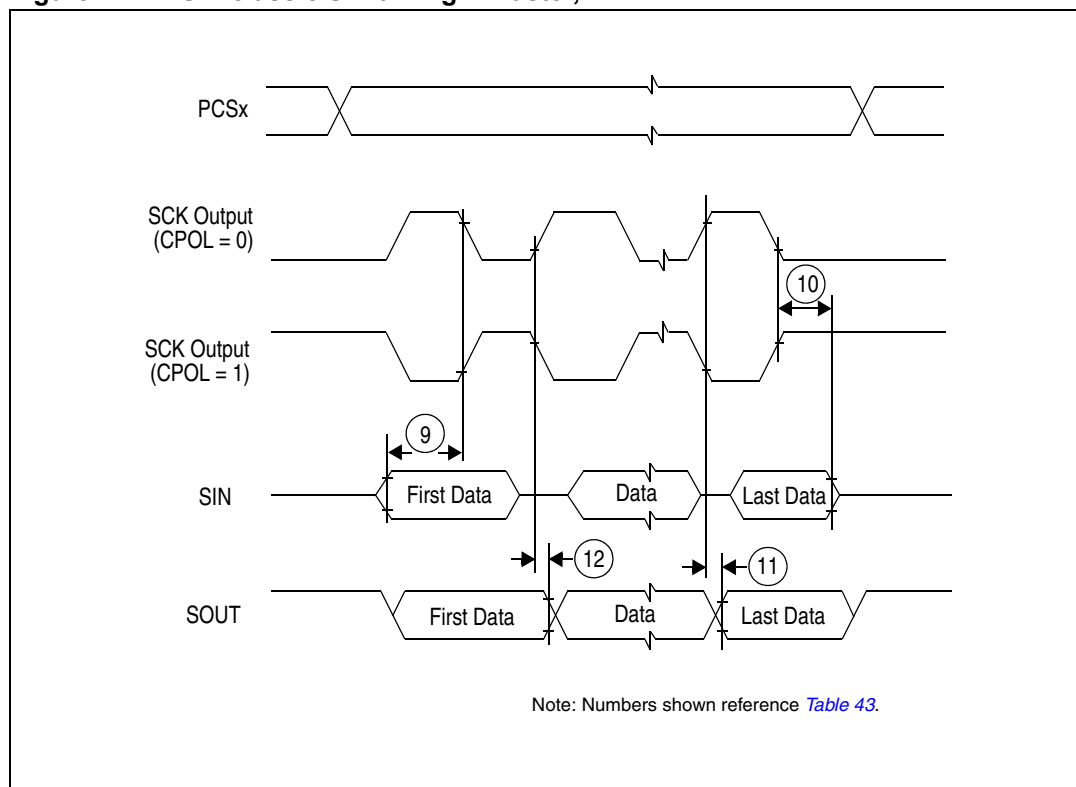 PCSx
SCK Output
(CPOL = 0)
10
SCK Output
(CPOL = 1)
9
SIN
First Data
Data
Last Data
12
11
SOUT
First Data
Data
Last Data
Note: Numbers shown reference Table 43.